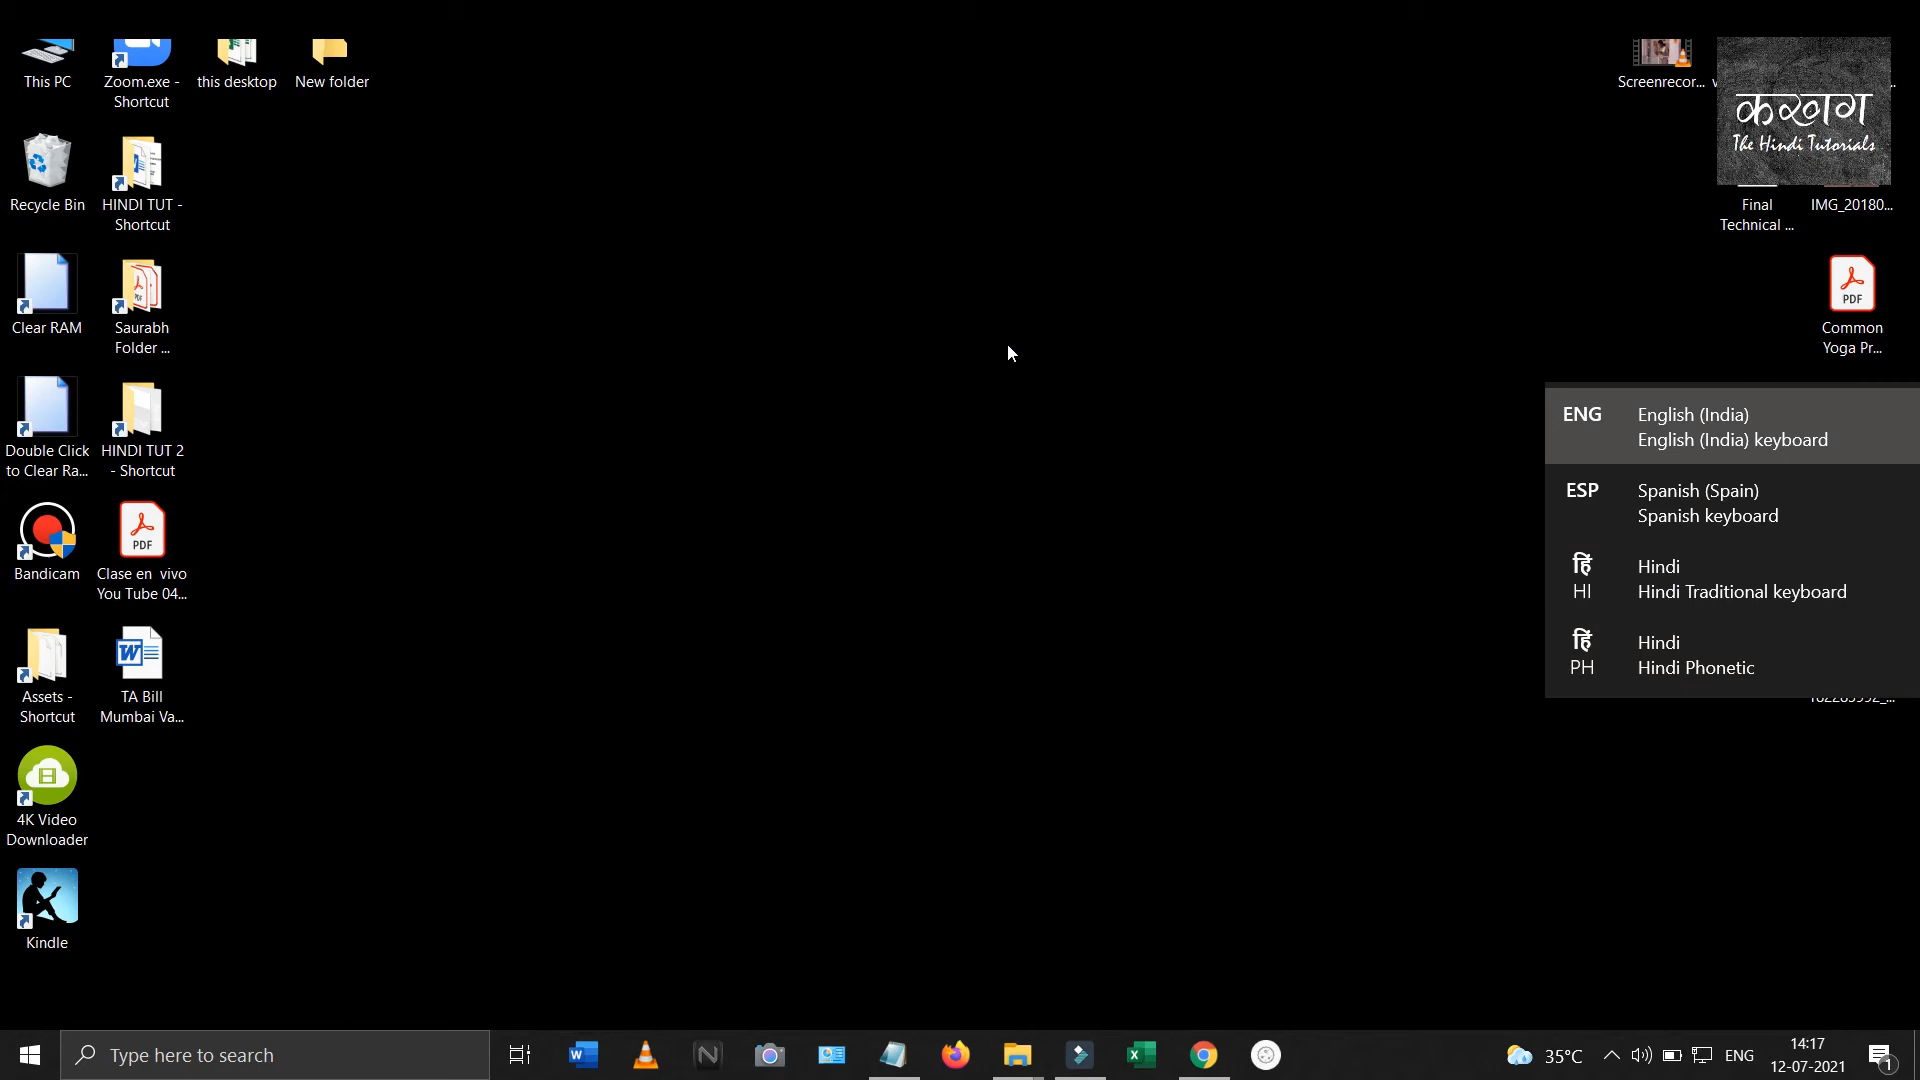 This PC
Zoom.exe -
Shortcut
this desktop
New folder
Screenrecor...
करनाग
The Hindi Tutorials
Recycle Bin
HINDI TUT -
Shortcut
Final
Technical ...
IMG_20180...
Clear RAM
Saurabh
Folder ...
PDF
Common
Yoga Pr...
Double Click
to Clear Ra...
HINDI TUT 2
- Shortcut
ENG
English (India)
English (India) keyboard
ESP
Spanish (Spain)
Spanish keyboard
हिं
HI
Hindi
Hindi Traditional keyboard
हिं
PH
Hindi
Hindi Phonetic
Bandicam
PDF
Clase en vivo
You Tube 04...
Assets -
Shortcut
TA Bill
Mumbai Va...
4K Video
Downloader
Kindle
Type here to search
35°C
ENG
14:17
12-07-2021
1